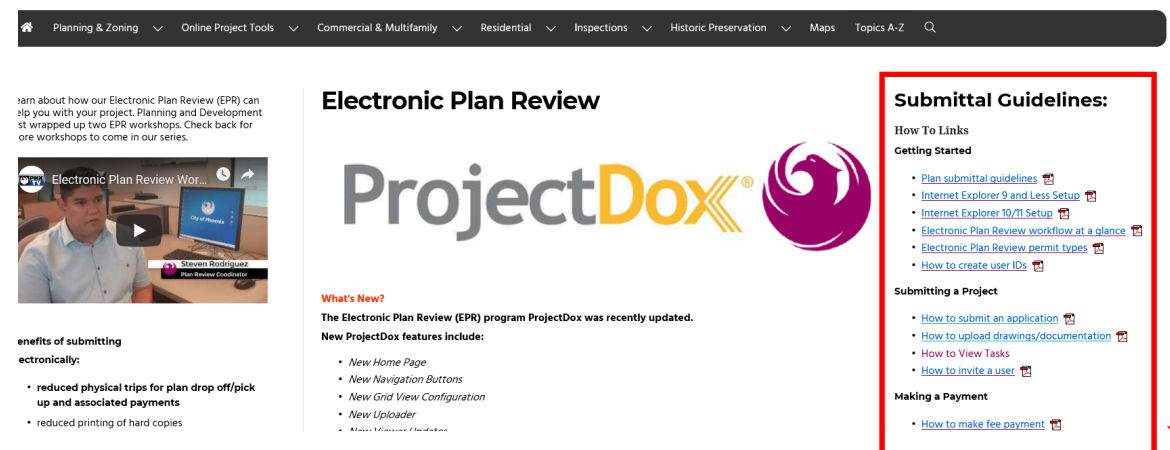 Planning & Zoning Online Project Tools Commercial & Multifamily Residential Inspections Historic Preservation Maps Topics A-Z
earn about how our Electronic Plan Review (EPR) can
elp you with your project. Planning and Development
st wrapped up two EPR workshops. Check back for
ore workshops to come in our series.
PHX
TV
Electronic Plan Review Wor...
City of Phoenix
Steven Rodriguez
Plan Review Coodinator
enefits of submitting
ectronically:
• reduced physical trips for plan drop off/pick
up and associated payments
• reduced printing of hard copies
Electronic Plan Review
ProjectDox®
What's New?
The Electronic Plan Review (EPR) program ProjectDox was recently updated.
New ProjectDox features include:
• New Home Page
• New Navigation Buttons
• New Grid View Configuration
• New Uploader
• New Viewer Updates
Submittal Guidelines:
How To Links
Getting Started
• Plan submittal guidelines
• Internet Explorer 9 and Less Setup
• Internet Explorer 10/11 Setup
• Electronic Plan Review workflow at a glance
• Electronic Plan Review permit types
• How to create user IDs
Submitting a Project
• How to submit an application
• How to upload drawings/documentation
• How to View Tasks
• How to invite a user
Making a Payment
• How to make fee payment